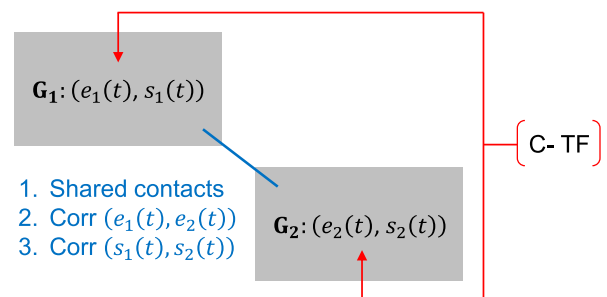 G₁: (e₁(t), s₁(t))
C- TF
1. Shared contacts
2. Corr (e₁(t), e₂(t))
3. Corr (s₁(t), s₂(t))
G₂: (e₂(t), s₂(t))